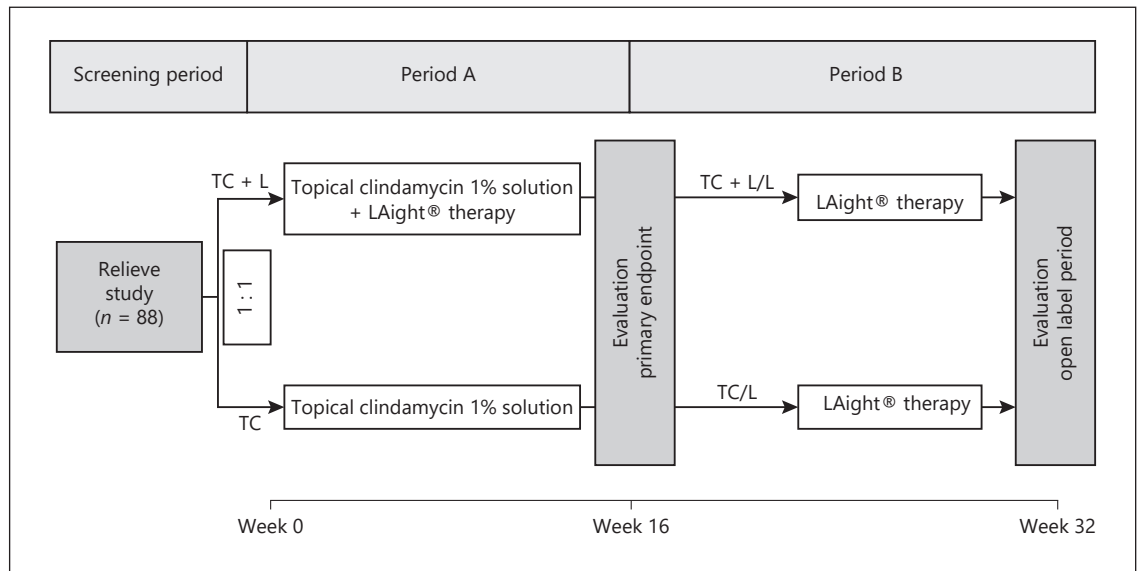 Screening period
Period A
Period B
TC + L
Topical clindamycin 1% solution
+ LAight® therapy
TC + L/L
LAight® therapy
Relieve
study
(n = 88)
1 : 1
Evaluation
primary endpoint
Evaluation
open label period
TC
Topical clindamycin 1% solution
TC/L
LAight® therapy
Week 0
Week 16
Week 32